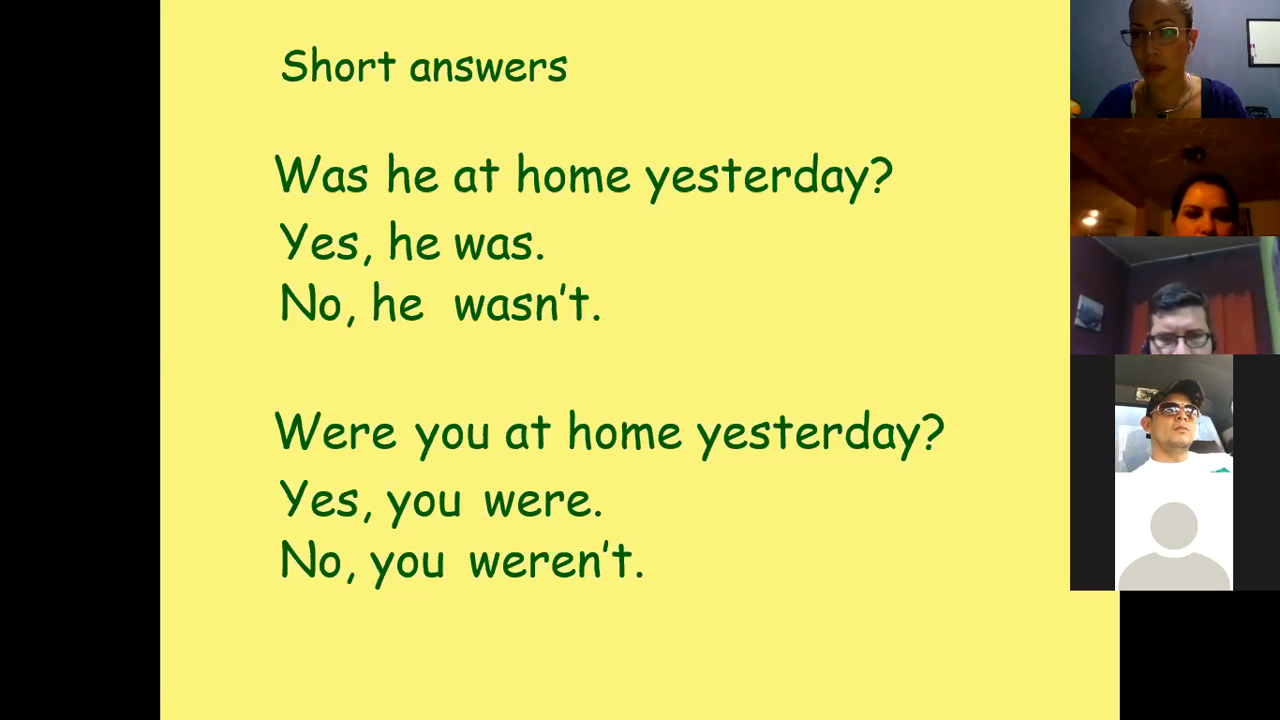 Short answers
Was he at home yesterday?
Yes, he was.
No, he wasn't.
Were you at home yesterday?
Yes, you were.
No, you weren't.